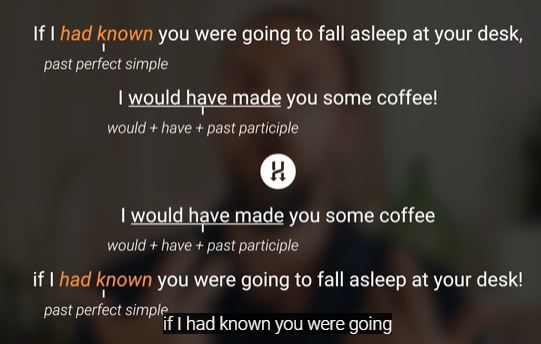 If I had known you were going to fall asleep at your desk,
past perfect simple
I would have made you some coffee!
would + have + past participle
I would have made you some coffee
would + have + past participle
if I had known you were going to fall asleep at your desk!
past perfect simple
if I had known you were going